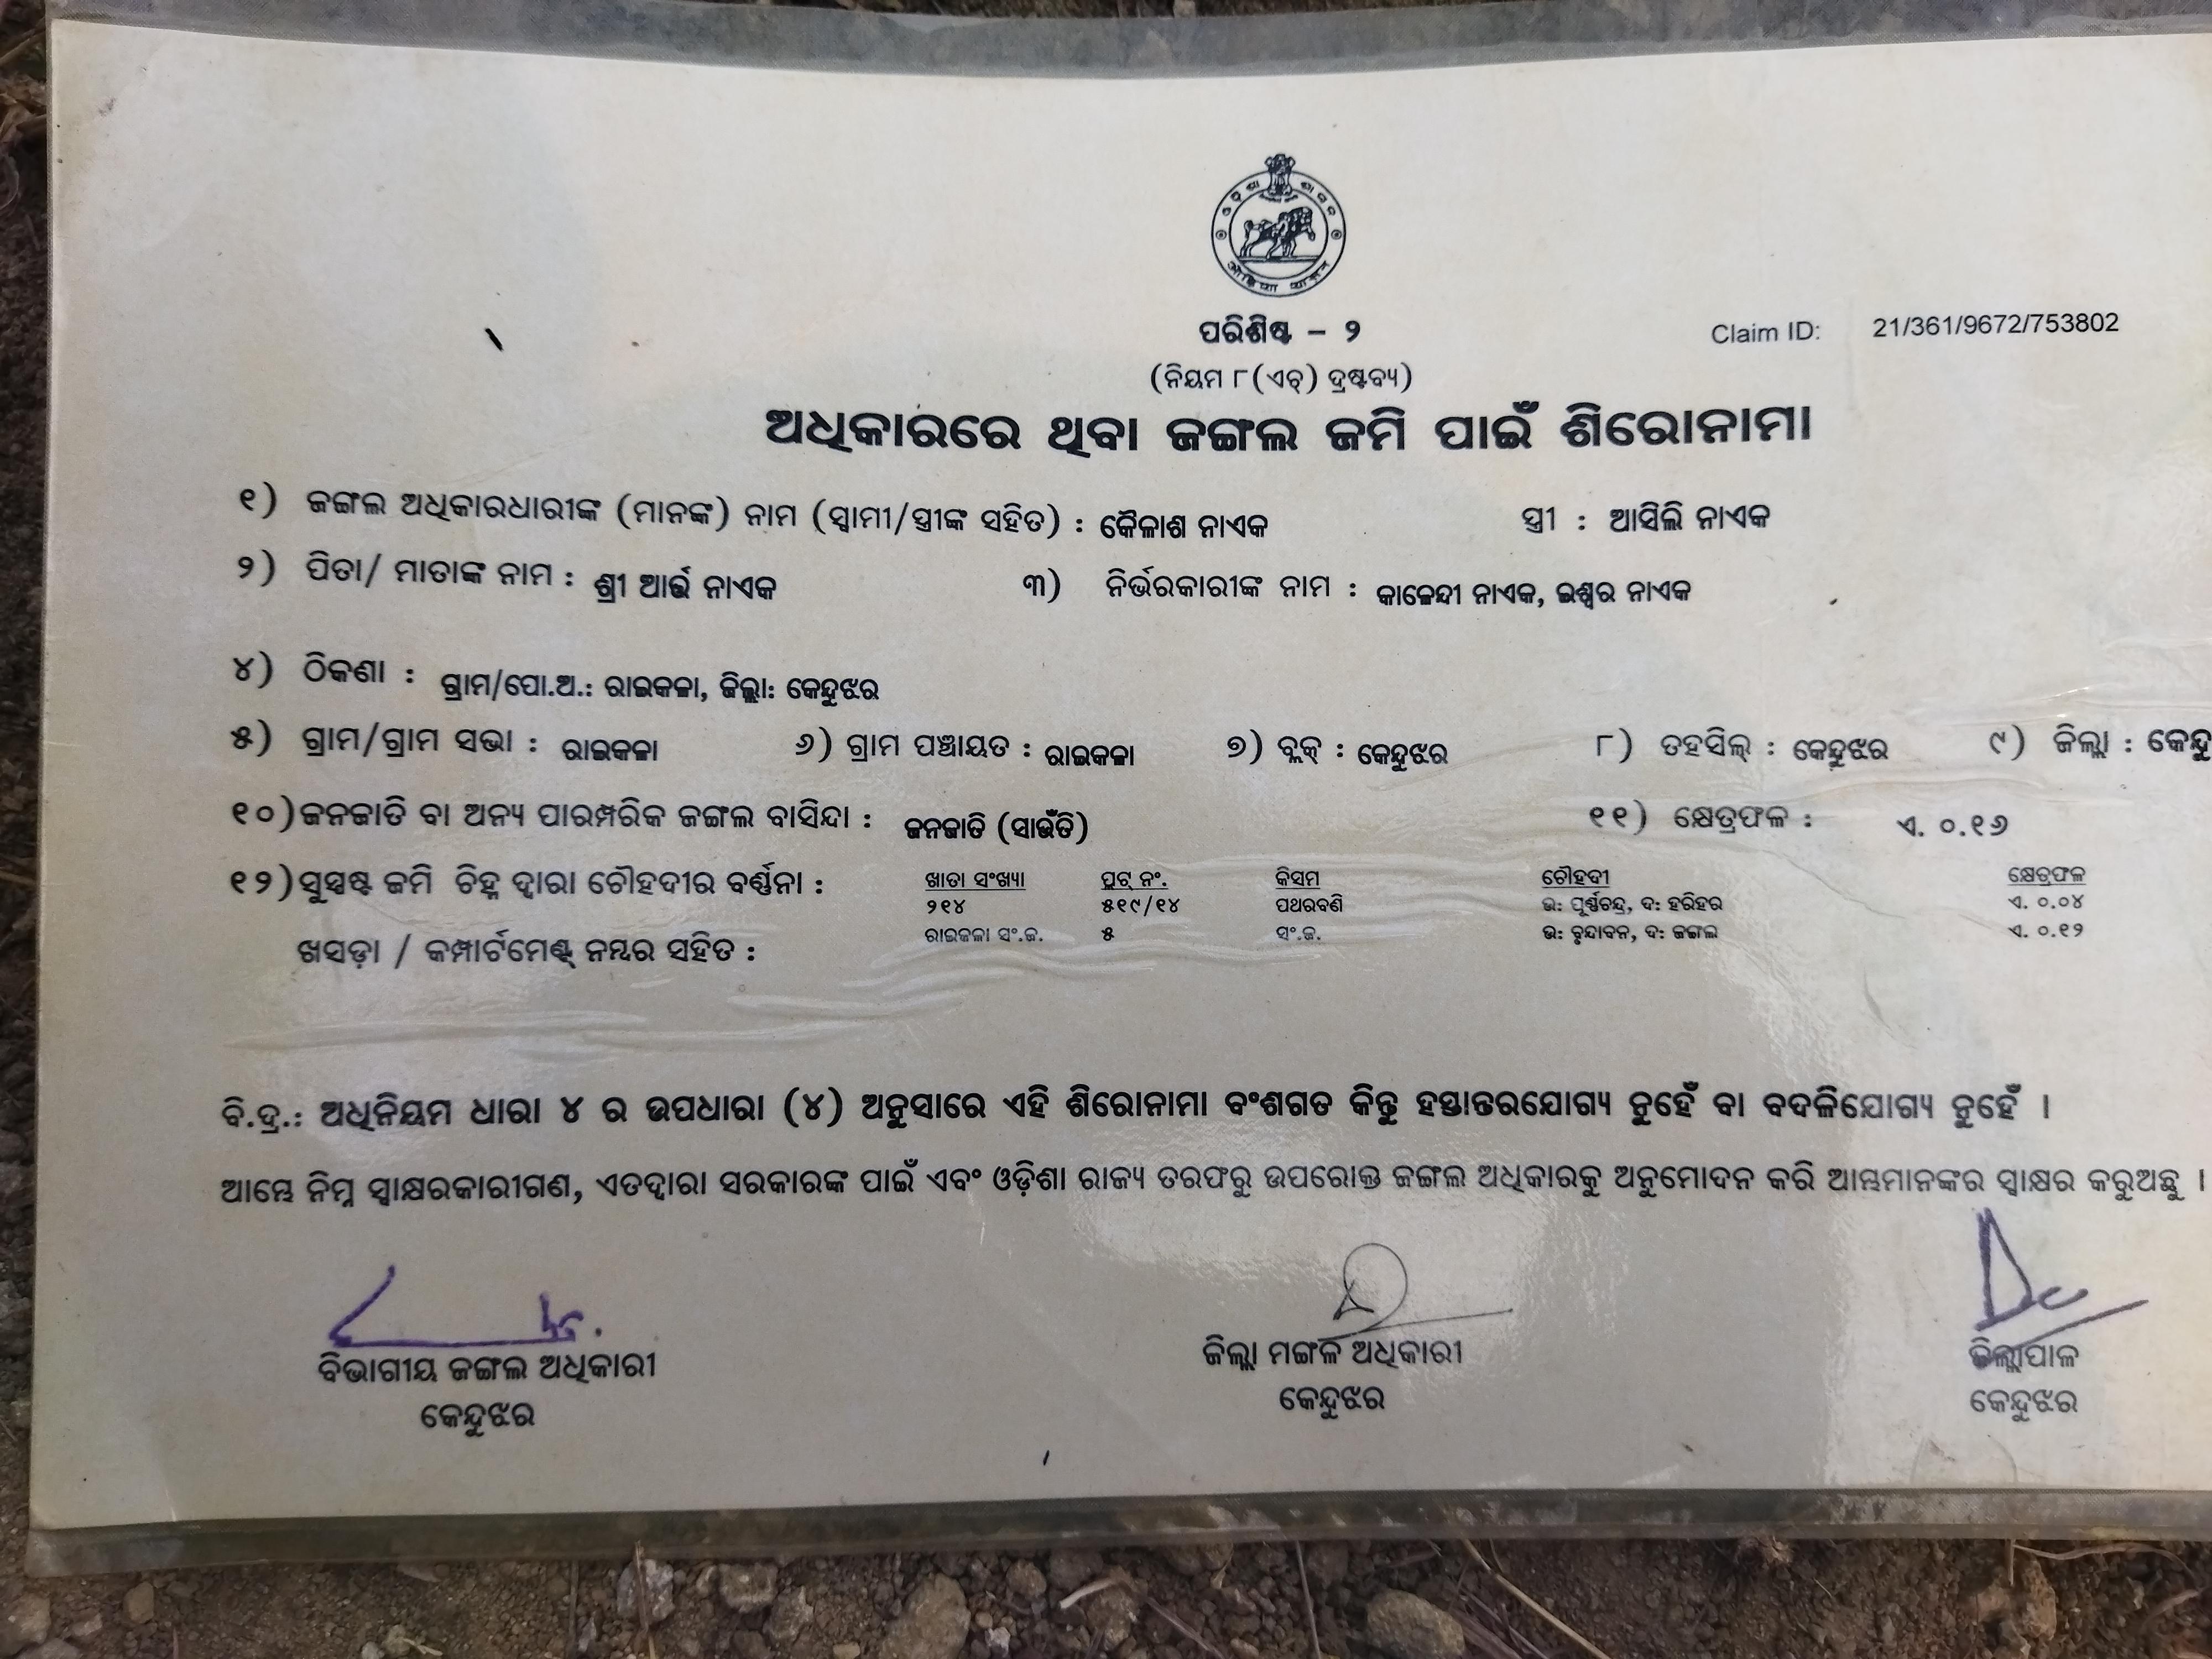 ଓଡ଼ିଶା ଶାସନ
ପରିଶିଷ୍ଟ – ୨
Claim ID: 21/361/9672/753802
(ନିୟମ ୮(ଏଚ୍) ଦ୍ରଷ୍ଟବ୍ୟ)
ଅଧିକାରରେ ଥିବା ଜଙ୍ଗଲ ଜମି ପାଇଁ ଶିରୋନାମା
୧) ଜଙ୍ଗଲ ଅଧିକାରଧାରୀଙ୍କ (ମାନଙ୍କ) ନାମ (ସ୍ବାମୀ/ସ୍ତ୍ରୀଙ୍କ ସହିତ) : କୈଳାଶ ନାଏକ ସ୍ତ୍ରୀ : ଆସିଲି ନାଏକ
୨) ପିତା/ ମାତାଙ୍କ ନାମ : ଶ୍ରୀ ଆର୍ତ୍ତ ନାଏକ ୩) ନିର୍ଭରକାରୀଙ୍କ ନାମ : କାଳେନ୍ଦୀ ନାଏକ, ଇଶ୍ବର ନାଏକ
୪) ଠିକଣା : ଗ୍ରାମ/ପୋ.ଅ.: ରାଇକଳା, ଜିଲ୍ଲା: କେନ୍ଦୁଝର
୫) ଗ୍ରାମ/ଗ୍ରାମ ସଭା : ରାଇକଳା ୬) ଗ୍ରାମ ପଞ୍ଚାୟତ : ରାଇକଳା ୭) ବ୍ଲକ୍ : କେନ୍ଦୁଝର ୮) ତହସିଲ୍ : କେନ୍ଦୁଝର ୯) ଜିଲ୍ଲା : କେନ୍ଦୁ
୧୦) ଜନଜାତି ବା ଅନ୍ୟ ପାରମ୍ପରିକ ଜଙ୍ଗଲ ବାସିନ୍ଦା : ଜନଜାତି (ସାଉଁତି) ୧୧) କ୍ଷେତ୍ରଫଳ : ଏ. ୦.୧୬
୧୨) ସୁସ୍ପଷ୍ଟ ଜମି ଚିହ୍ନ ଦ୍ୱାରା ଚୌହଦୀର ବର୍ଣ୍ଣନା : ଖାତା ସଂଖ୍ୟା ପ୍ଲଟ୍ ନଂ. କିସମ ଚୌହଦୀ କ୍ଷେତ୍ରଫଳ
୨୧୪ ୫୧୯/୧୪ ପଥରବଣି ଉ: ପୂର୍ଣ୍ଣଚନ୍ଦ୍ର, ଦ: ହରିହର ଏ. ୦.୦୪
ରାଇକଳା ସଂ.ଜ. ୫ ସଂ.ଜ. ଉ: ବୃନ୍ଦାବନ, ଦ: ଜଙ୍ଗଲ ଏ. ୦.୧୨
ଖସଡ଼ା / କମ୍ପାର୍ଟମେଣ୍ଟ୍ ନମ୍ବର ସହିତ :
ବି.ଦ୍ର.: ଅଧିନିୟମ ଧାରା ୪ ର ଉପଧାରା (୪) ଅନୁସାରେ ଏହି ଶିରୋନାମା ବଂଶଗତ କିନ୍ତୁ ହସ୍ତାନ୍ତରଯୋଗ୍ୟ ନୁହେଁ ବା ବଦଳିଯୋଗ୍ୟ ନୁହେଁ ।
ଆମ୍ଭେ ନିମ୍ନ ସ୍ୱାକ୍ଷରକାରୀଗଣ, ଏତଦ୍ୱାରା ସରକାରଙ୍କ ପାଇଁ ଏବଂ ଓଡ଼ିଶା ରାଜ୍ୟ ତରଫରୁ ଉପରୋକ୍ତ ଜଙ୍ଗଲ ଅଧିକାରକୁ ଅନୁମୋଦନ କରି ଆମ୍ଭମାନଙ୍କର ସ୍ୱାକ୍ଷର କରୁଅଛୁ ।
ବିଭାଗୀୟ ଜଙ୍ଗଲ ଅଧିକାରୀ ଜିଲ୍ଲା ମଙ୍ଗଳ ଅଧିକାରୀ ଜିଲ୍ଲାପାଳ
କେନ୍ଦୁଝର କେନ୍ଦୁଝର କେନ୍ଦୁଝର